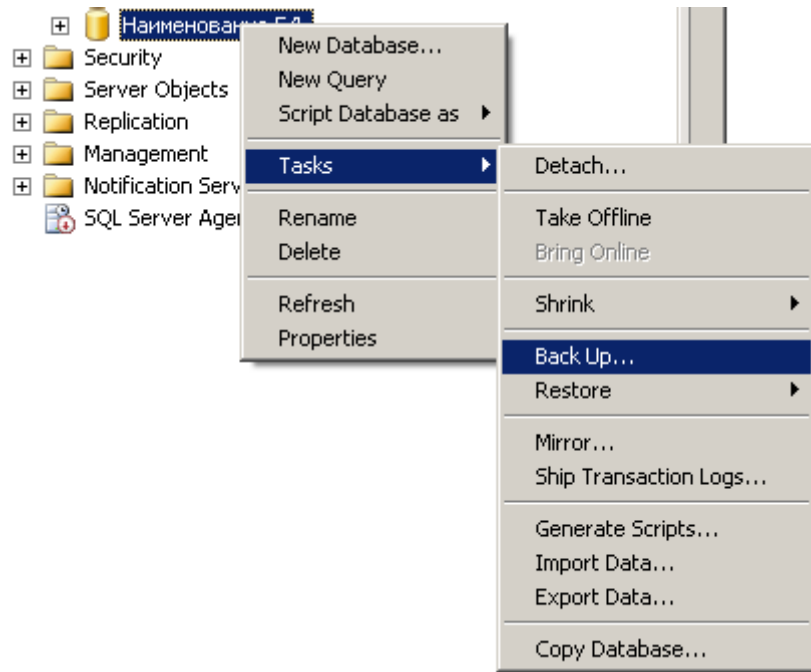 Наименование БД
Security
Server Objects
Replication
Management
Notification Serv
SQL Server Agen
New Database...
New Query
Script Database as
Tasks
Rename
Delete
Refresh
Properties
Detach...
Take Offline
Bring Online
Shrink
Back Up...
Restore
Mirror...
Ship Transaction Logs...
Generate Scripts...
Import Data...
Export Data...
Copy Database...